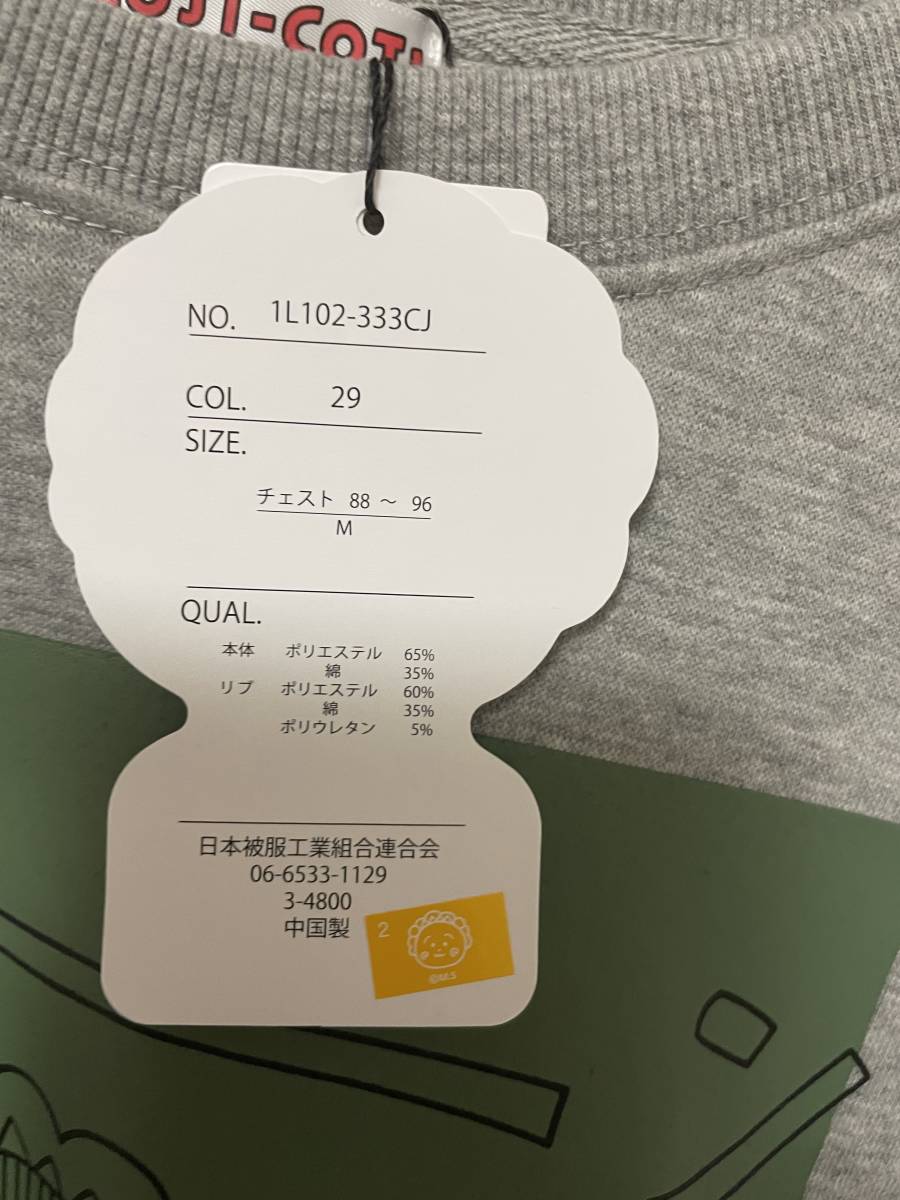 NO. 1L102-333CJ
COL. 29
SIZE.
チェスト 88 ～ 96
M
QUAL.
本体 ポリエステル 65%
綿 35%
リブ ポリエステル 60%
綿 35%
ポリウレタン 5%
日本被服工業組合連合会
06-6533-1129
3-4800
中国製
2
©M.S